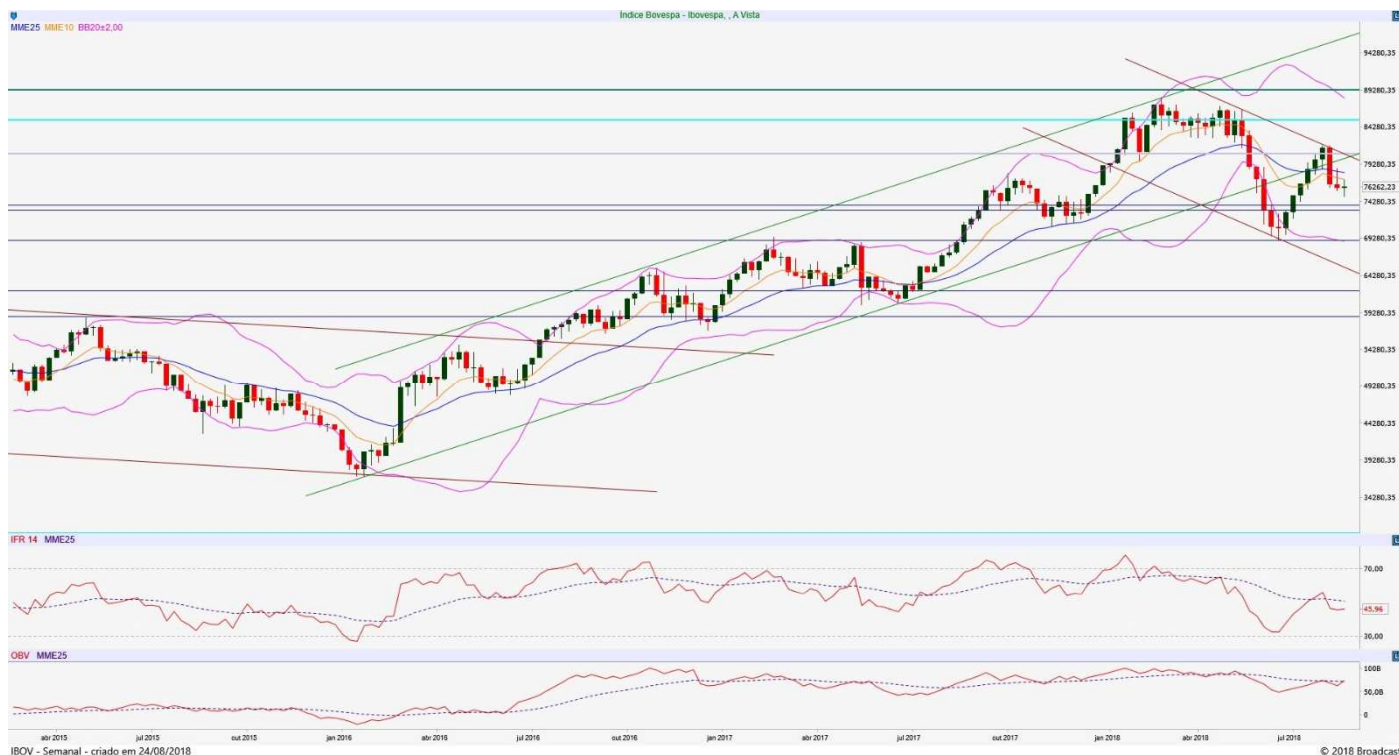 Índice Bovespa - Ibovespa, , A Vista
MME25 MME10 BB20±2,00
94280,35
89280,35
84280,35
79280,35
76262,23
74280,35
69280,35
64280,35
59280,35
54280,35
49280,35
44280,35
39280,35
34280,35
IFR 14 MME25
70,00
45,96
30,00
OBV MME25
100B
50,0B
0
abr 2015 jul 2015 out 2015 jan 2016 abr 2016 jul 2016 out 2016 jan 2017 abr 2017 jul 2017 out 2017 jan 2018 abr 2018 jul 2018
IBOV - Semanal - criado em 24/08/2018 © 2018 Broadcast